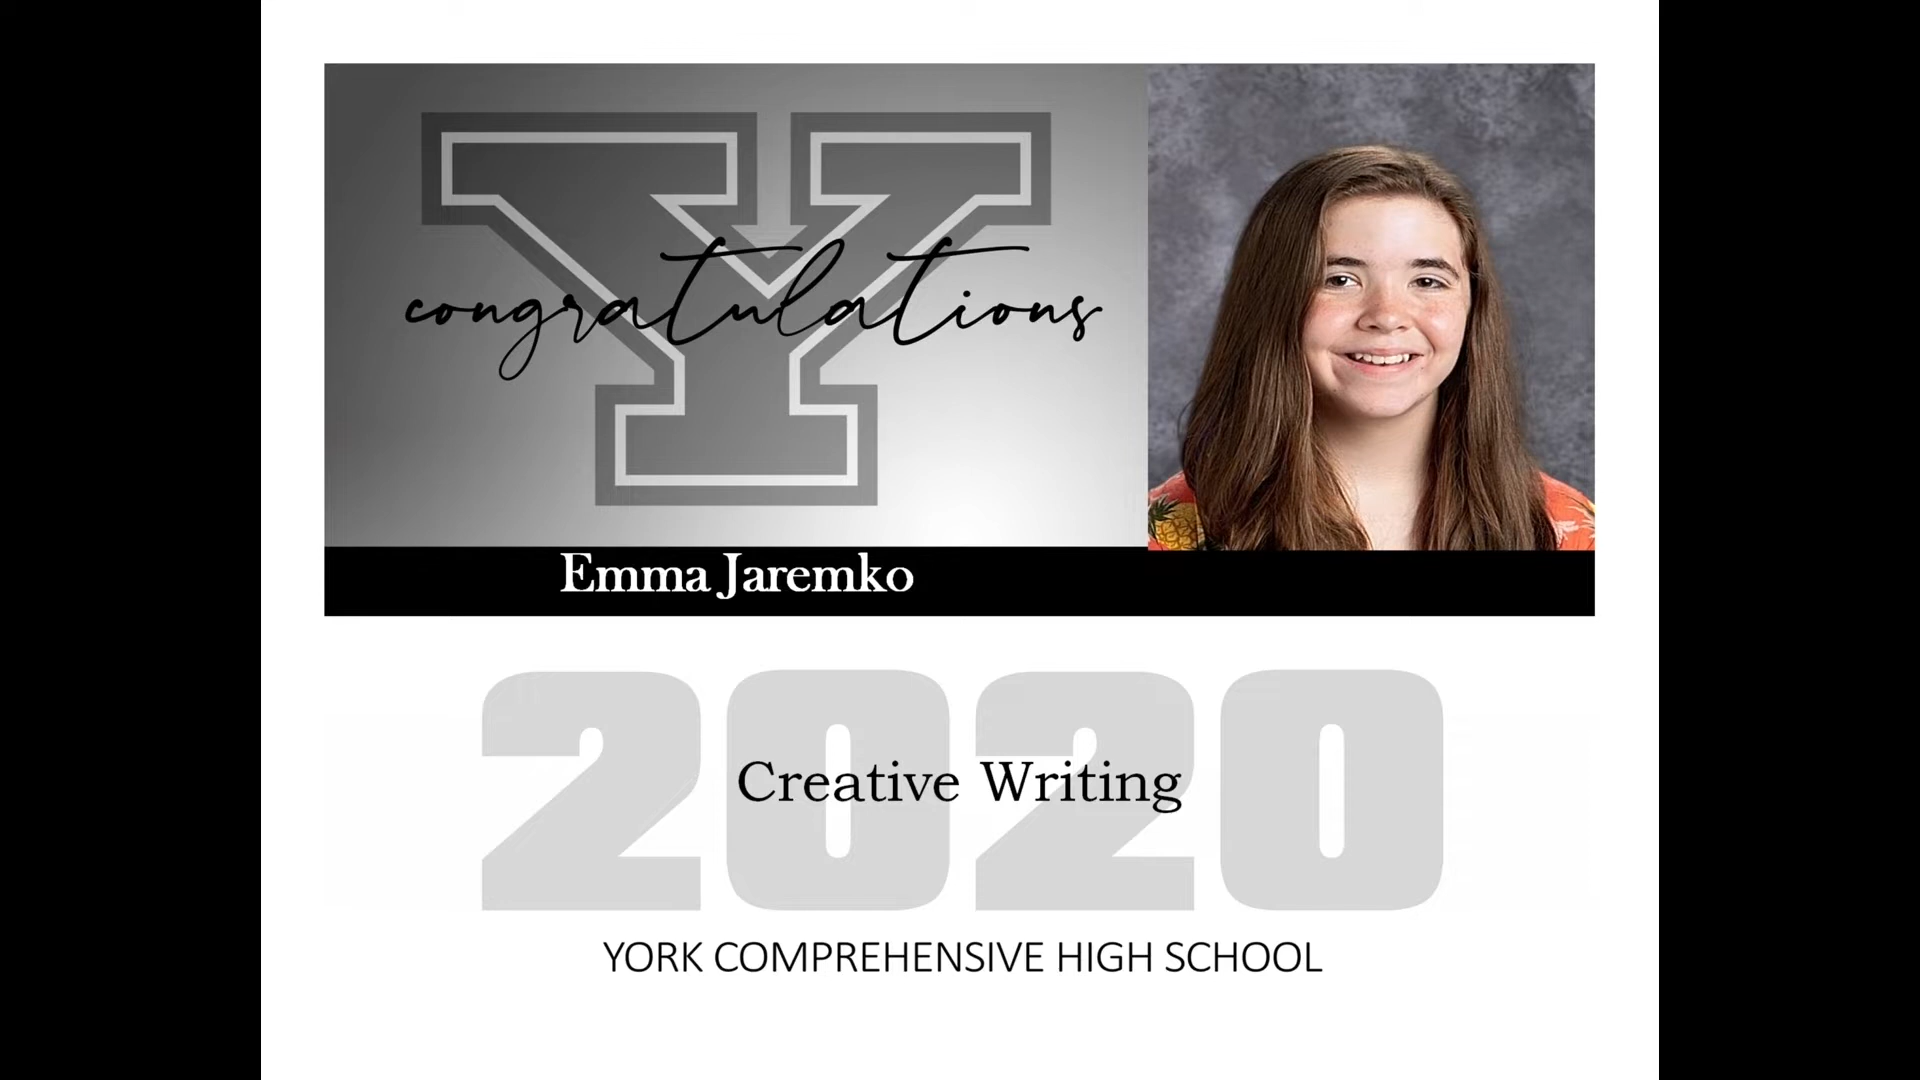 Y
congratulations
Emma Jaremko
2020
Creative Writing
YORK COMPREHENSIVE HIGH SCHOOL